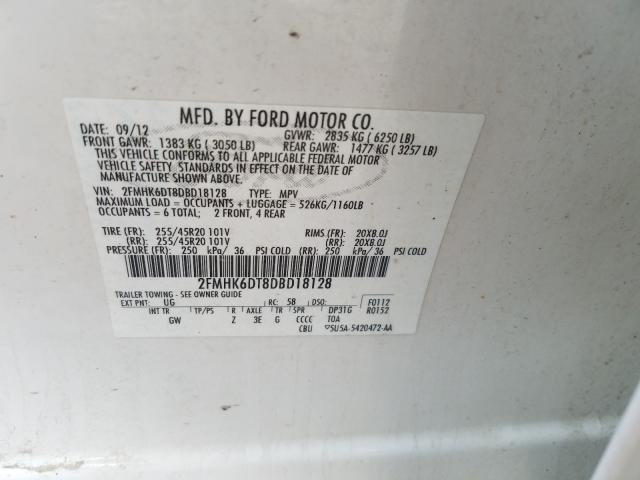 MFD. BY FORD MOTOR CO.
DATE: 09/12 GVWR: 2835 KG ( 6250 LB)
FRONT GAWR: 1383 KG ( 3050 LB) REAR GAWR: 1477 KG ( 3257 LB)
THIS VEHICLE CONFORMS TO ALL APPLICABLE FEDERAL MOTOR
VEHICLE SAFETY STANDARDS IN EFFECT ON THE DATE OF
MANUFACTURE SHOWN ABOVE.
VIN: 2FMHK6DT8DBD18128 TYPE: MPV
MAXIMUM LOAD = OCCUPANTS + LUGGAGE = 526KG/1160LB
OCCUPANTS = 6 TOTAL; 2 FRONT, 4 REAR
TIRE (FR): 255/45R20 101V RIMS (FR): 20X8.0J
(RR): 255/45R20 101V (RR): 20X8.0J
PRESSURE (FR): 250 kPa/ 36 PSI COLD (RR): 250 kPa/ 36 PSI COLD
2FMHK6DT8DBD18128
TRAILER TOWING - SEE OWNER GUIDE
EXT PNT: UG RC: 58 DSO: F0112
INT TR TP/PS R AXLE TR SPR DP31G R0152
GW Z 3E G CCCC TOA
CBU SU5A-5420472-AA